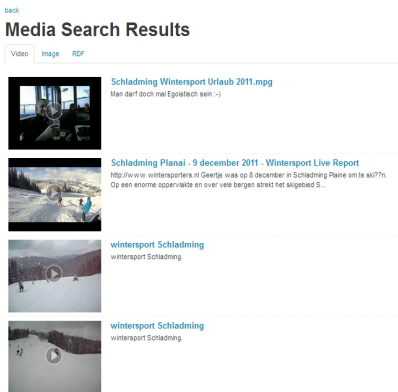 back
Media Search Results
Video Image RDF
Schladming Wintersport Urlaub 2011.mpg
Man darf doch mal Egoistisch sein :-)
Schladming Planai - 9 december 2011 - Wintersport Live Report
http://www.wintersporters.nl Geertje was op 8 december in Schladming Plaine om te ski??n.
Op een enorme oppervlakte en over vele bergen strekt het skigebied S...
wintersport Schladming
wintersport Schladming.
wintersport Schladming
wintersport Schladming.